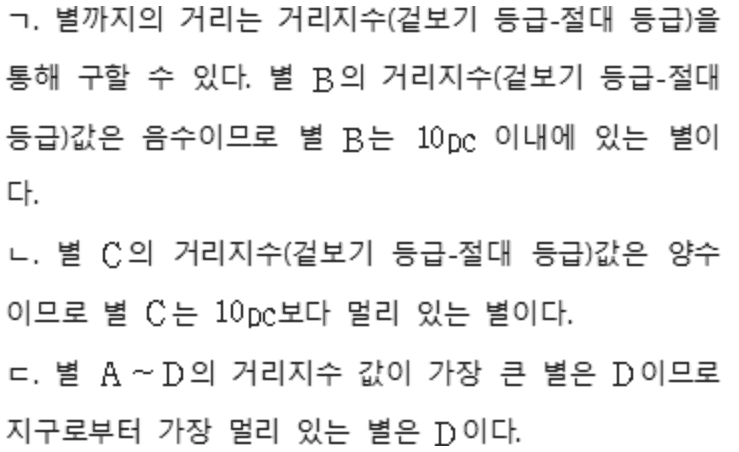 ㄱ. 별까지의 거리는 거리지수(겉보기 등급-절대 등급)을
통해 구할 수 있다. 별 B의 거리지수(겉보기 등급-절대
등급)값은 음수이므로 별 B는 10pc 이내에 있는 별이
다.
ㄴ. 별 C의 거리지수(겉보기 등급-절대 등급)값은 양수
이므로 별 C는 10pc보다 멀리 있는 별이다.
ㄷ. 별 A ~ D의 거리지수 값이 가장 큰 별은 D이므로
지구로부터 가장 멀리 있는 별은 D이다.